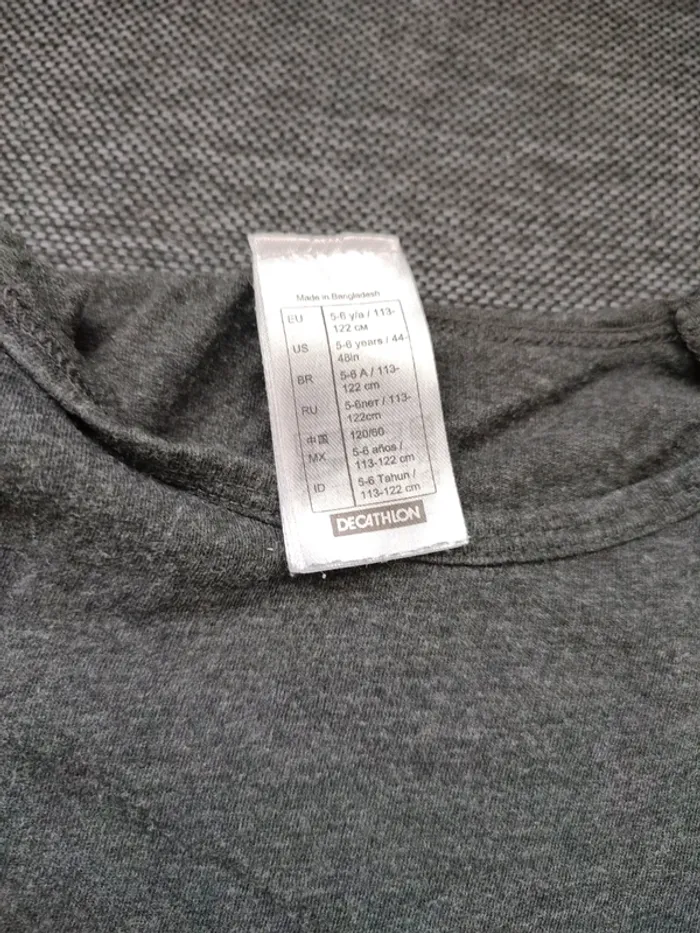 Made in Bangladesh
EU 5-6 y/a / 113-
122 см
US 5-6 years / 44-
48in
BR 5-6 A / 113-
122 cm
RU 5-6лет / 113-
122cm
中国 120/60
MX 5-6 años /
113-122 cm
ID 5-6 Tahun /
113-122 cm
DECATHLON